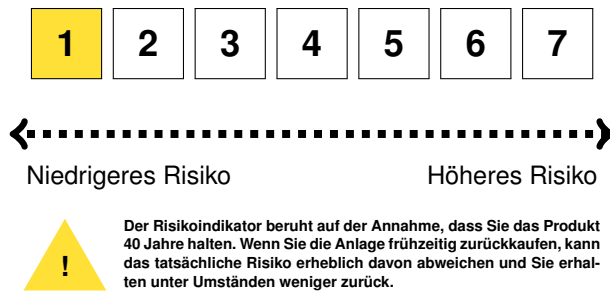 1 2 3 4 5 6 7
Niedrigeres Risiko Höheres Risiko
Der Risikoindikator beruht auf der Annahme, dass Sie das Produkt
40 Jahre halten. Wenn Sie die Anlage frühzeitig zurückkaufen, kann
das tatsächliche Risiko erheblich davon abweichen und Sie erhal-
ten unter Umständen weniger zurück.
!